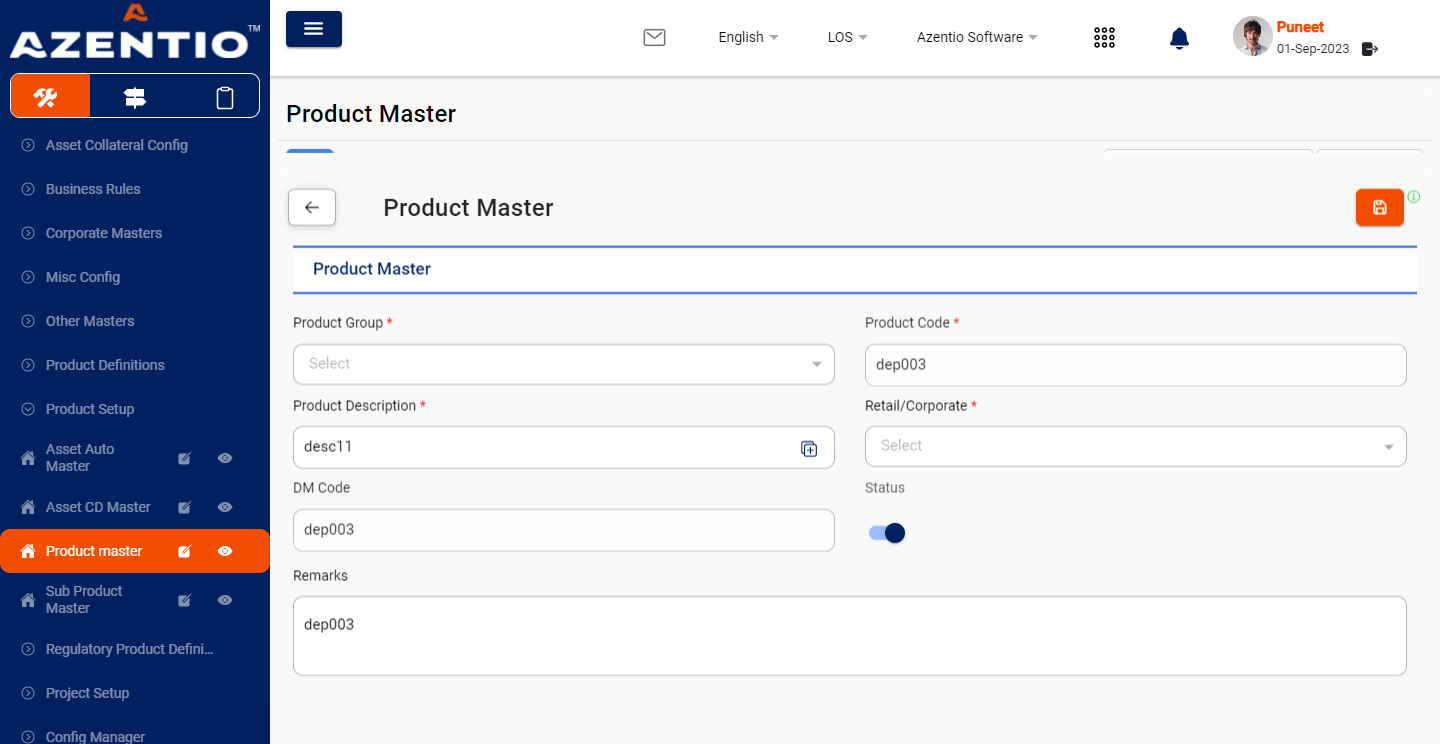 AZENTIO™
English
LOS
Azentio Software
Puneet
01-Sep-2023
Asset Collateral Config
Business Rules
Corporate Masters
Misc Config
Other Masters
Product Definitions
Product Setup
Asset Auto
Master
Asset CD Master
Product master
Sub Product
Master
Regulatory Product Defini...
Project Setup
Config Manager
Product Master
Product Master
Product Master
Product Group *
Product Code *
Select
dep003
Product Description *
Retail/Corporate *
desc11
Select
DM Code
Status
dep003
Remarks
dep003